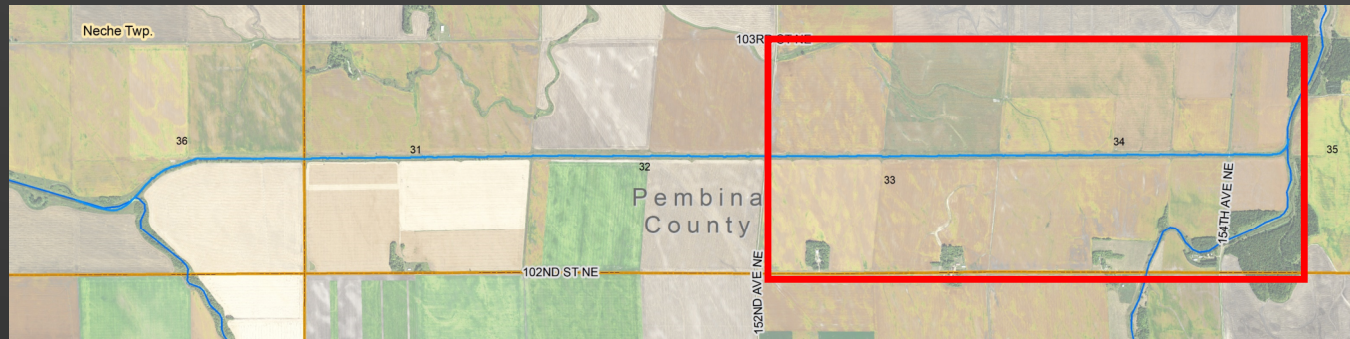 Neche Twp.
103RD ST NE
36
31
32
33
34
35
Pembina
County
102ND ST NE
152ND AVE NE
154TH AVE NE